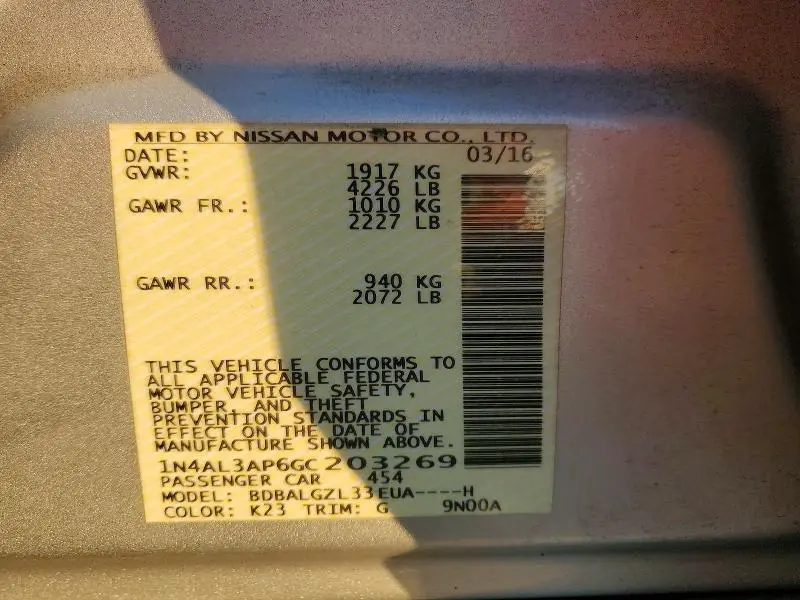 MFD BY NISSAN MOTOR CO., LTD.
DATE: 03/16
GVWR: 1917 KG
4226 LB
GAWR FR.: 1010 KG
2227 LB
GAWR RR.: 940 KG
2072 LB
THIS VEHICLE CONFORMS TO
ALL APPLICABLE FEDERAL
MOTOR VEHICLE SAFETY,
BUMPER, AND THEFT
PREVENTION STANDARDS IN
EFFECT ON THE DATE OF
MANUFACTURE SHOWN ABOVE.
1N4AL3AP6GC203269
PASSENGER CAR 454
MODEL: BDBALGZL33EUA----H
COLOR: K23 TRIM: G 9N00A